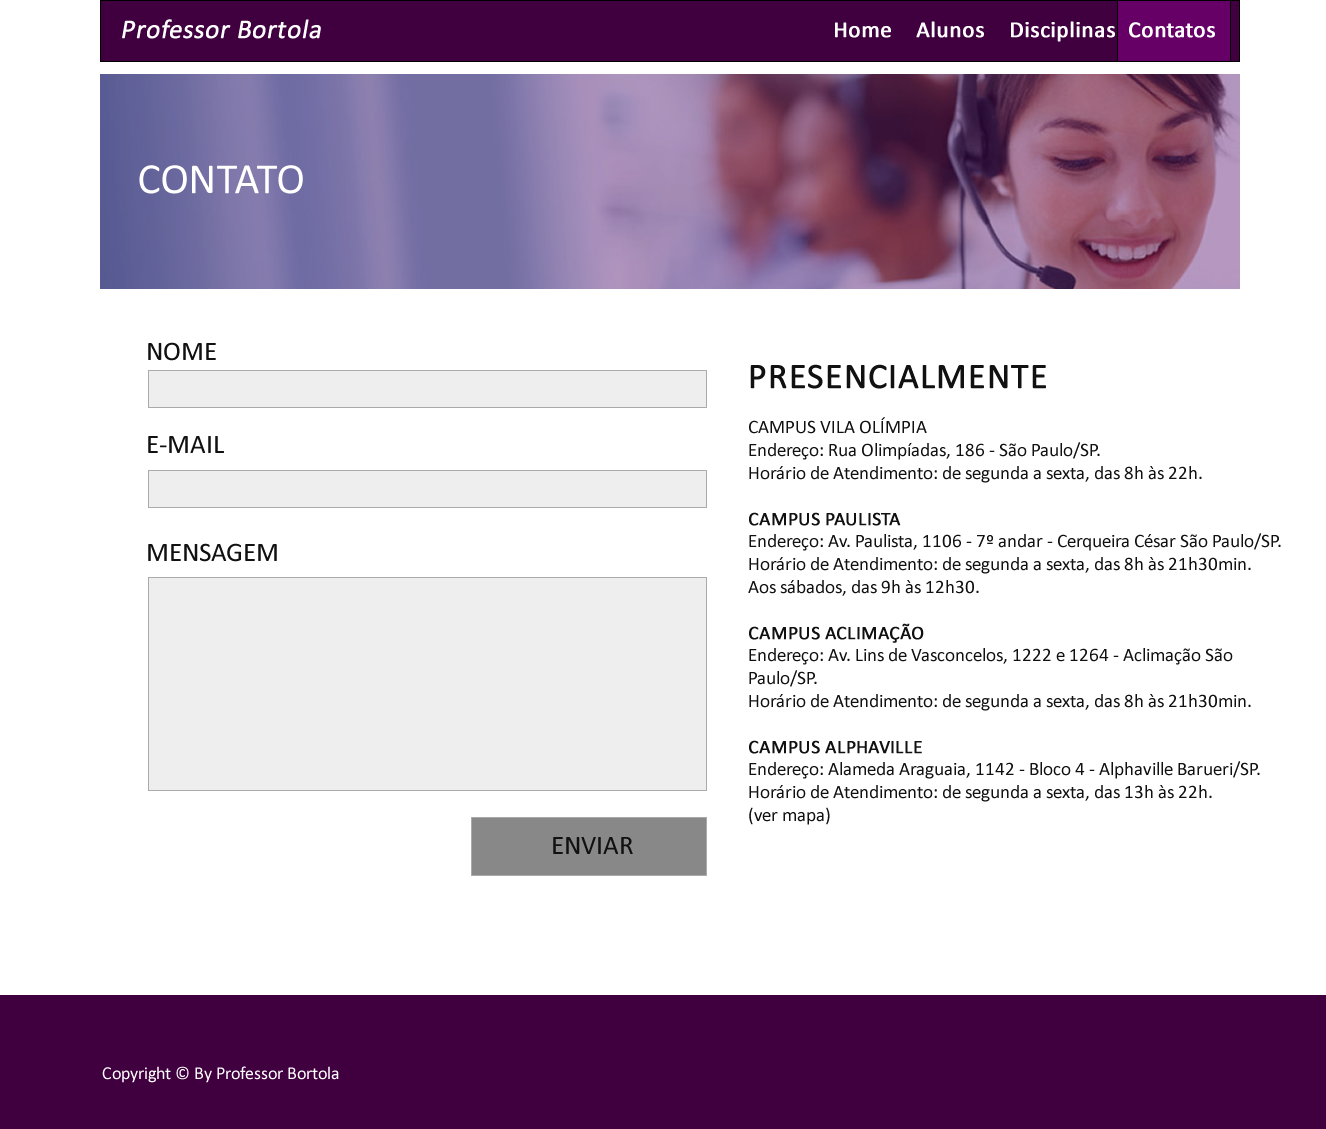 Professor Bortola
Home Alunos Disciplinas Contatos
CONTATO
NOME
E-MAIL
MENSAGEM
ENVIAR
PRESENCIALMENTE
CAMPUS VILA OLÍMPIA
Endereço: Rua Olimpíadas, 186 - São Paulo/SP.
Horário de Atendimento: de segunda a sexta, das 8h às 22h.
CAMPUS PAULISTA
Endereço: Av. Paulista, 1106 - 7º andar - Cerqueira César São Paulo/SP.
Horário de Atendimento: de segunda a sexta, das 8h às 21h30min.
Aos sábados, das 9h às 12h30.
CAMPUS ACLIMAÇÃO
Endereço: Av. Lins de Vasconcelos, 1222 e 1264 - Aclimação São
Paulo/SP.
Horário de Atendimento: de segunda a sexta, das 8h às 21h30min.
CAMPUS ALPHAVILLE
Endereço: Alameda Araguaia, 1142 - Bloco 4 - Alphaville Barueri/SP.
Horário de Atendimento: de segunda a sexta, das 13h às 22h.
(ver mapa)
Copyright © By Professor Bortola